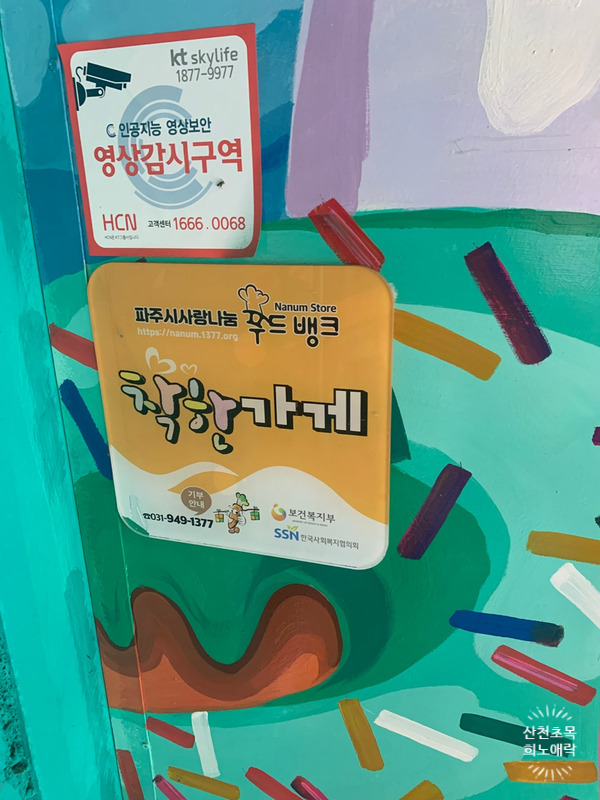 kt skylife
1877-9977
인공지능 영상보안
영상감시구역
HCN 고객센터 1666.0068
파주시사랑나눔 Nanum Store
https://nanum.1377.org 푸드 뱅크
착한가게
기부
안내
☎031-949-1377
보건복지부
SSN 한국사회복지협의회
산천초목
희노애락